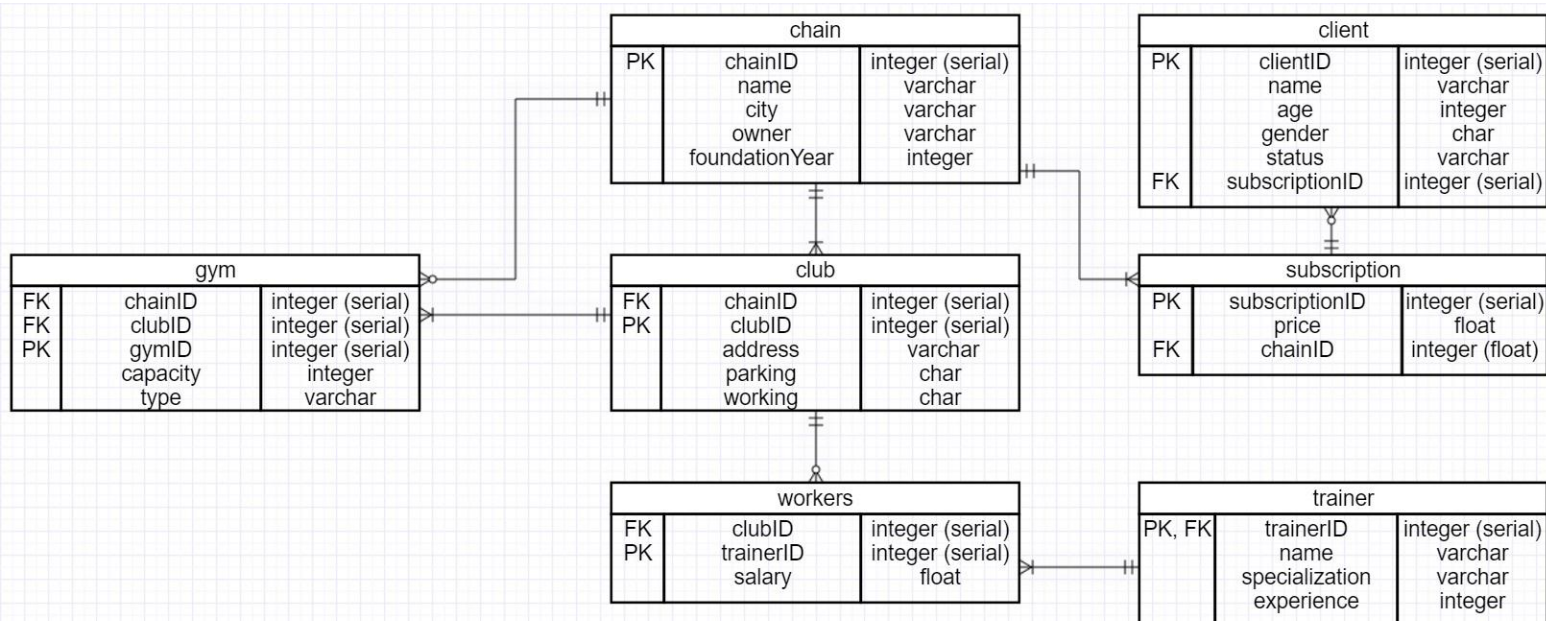 chain
PK chainID integer (serial)
name varchar
city varchar
owner varchar
foundationYear integer
client
PK clientID integer (serial)
name varchar
age integer
gender char
status varchar
FK subscriptionID integer (serial)
gym
FK chainID integer (serial)
FK clubID integer (serial)
PK gymID integer (serial)
capacity integer
type varchar
club
FK chainID integer (serial)
PK clubID integer (serial)
address varchar
parking char
working char
subscription
PK subscriptionID integer (serial)
price float
FK chainID integer (float)
workers
FK clubID integer (serial)
PK trainerID integer (serial)
salary float
trainer
PK, FK trainerID integer (serial)
name varchar
specialization varchar
experience integer